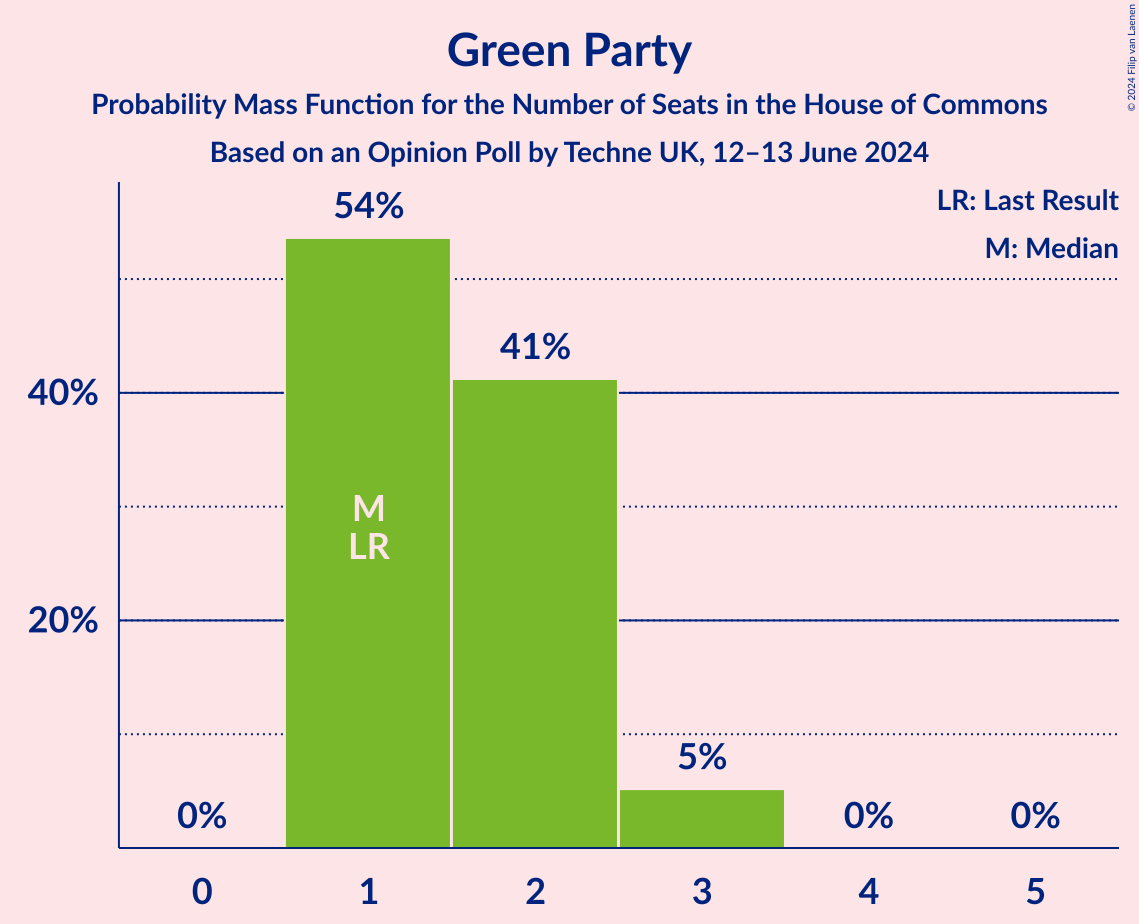 Green Party
Probability Mass Function for the Number of Seats in the House of Commons
Based on an Opinion Poll by Techne UK, 12–13 June 2024
© 2024 Filip van Laenen
LR: Last Result
M: Median
54%
41%
40%
M
LR
20%
5%
0%
0%
0%
0
1
2
3
4
5